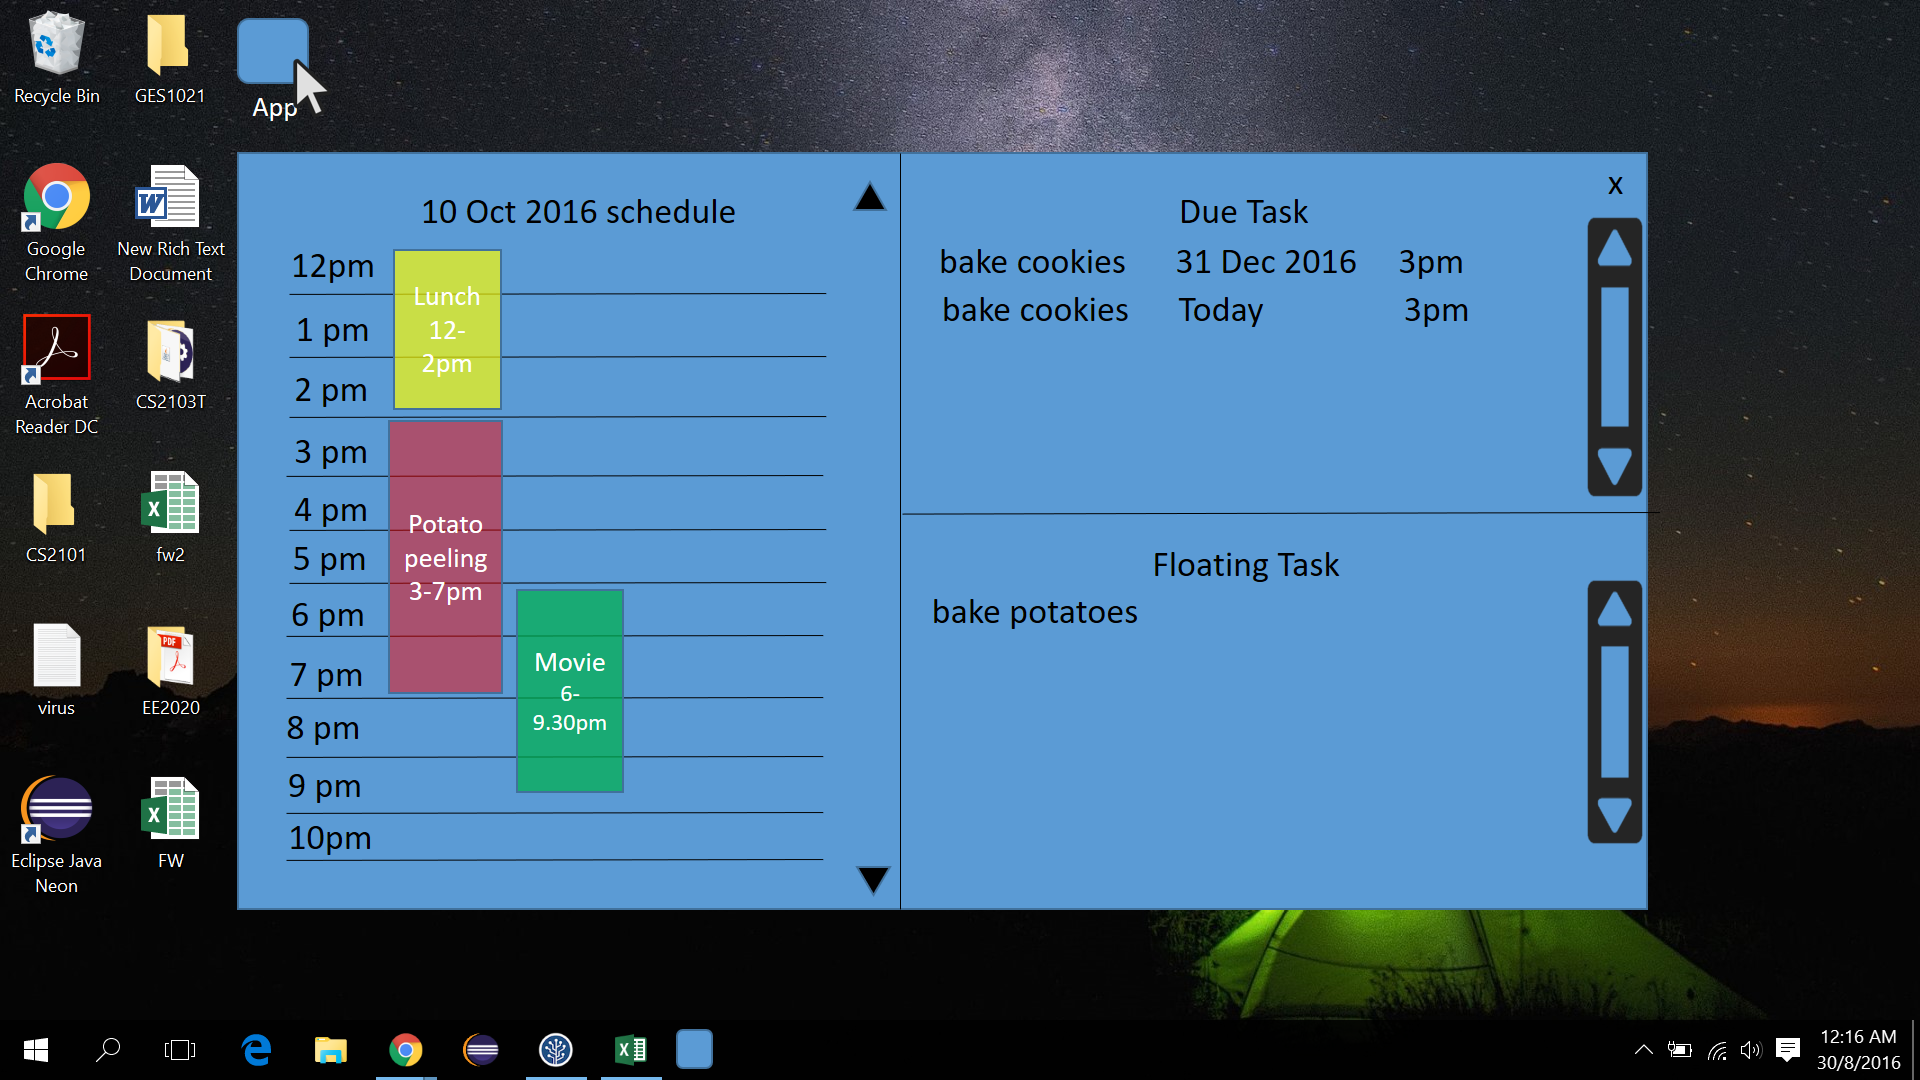 Recycle Bin
GES1021
App
Google
Chrome
New Rich Text
Document
Acrobat
Reader DC
CS2103T
CS2101
fw2
virus
EE2020
Eclipse Java
Neon
FW
10 Oct 2016 schedule
12pm
1 pm
2 pm
3 pm
4 pm
5 pm
6 pm
7 pm
8 pm
9 pm
10pm
Lunch
12-
2pm
Potato
peeling
3-7pm
Movie
6-
9.30pm
x
Due Task
bake cookies 31 Dec 2016 3pm
bake cookies Today 3pm
Floating Task
bake potatoes
12:16 AM
30/8/2016